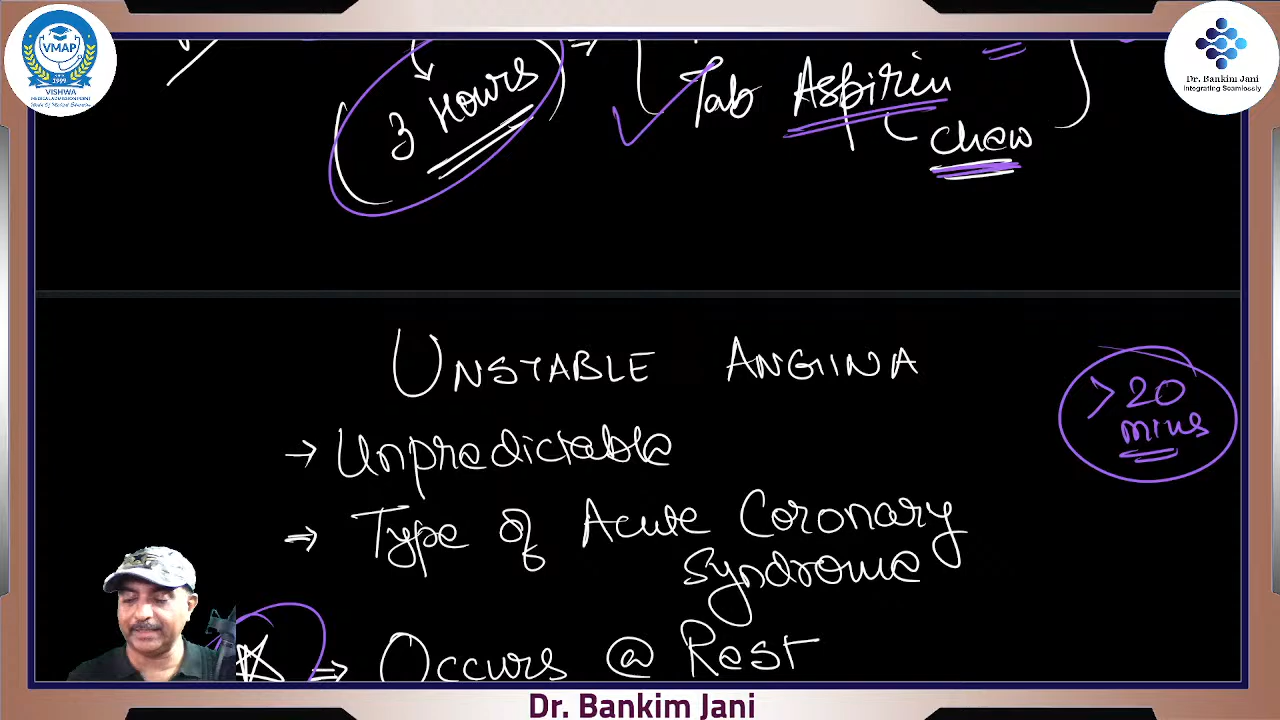 VMAP
VISHWA
Dr. Bankim Jani
Integrating Seamlessly
3 Hours
Tab Aspirin
Chew
UNSTABLE ANGINA
> 20
mins
→ Unpredictable
⇒ Type of Acute Coronary
Syndrome
⇒ Occurs @ Rest
Dr. Bankim Jani